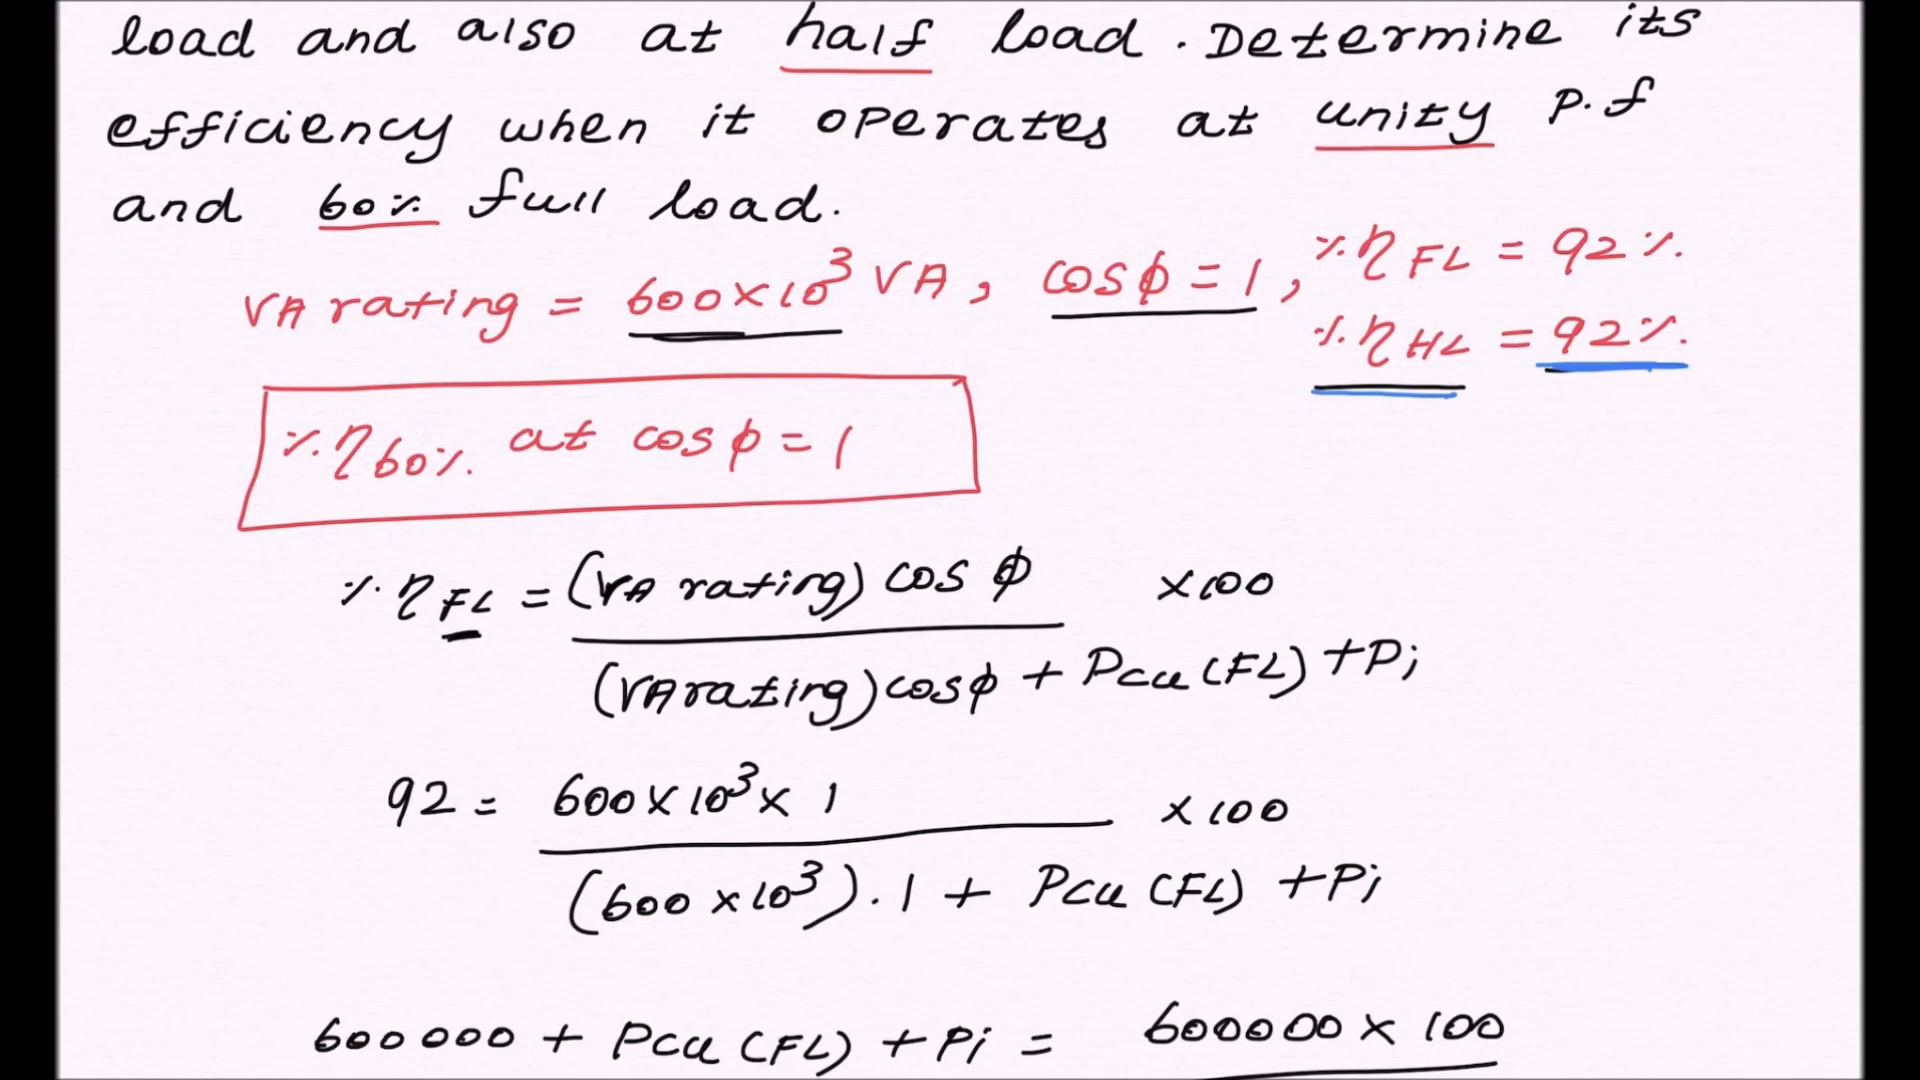 load and also at half load. Determine its
efficiency when it operates at unity P.f
and 60% full load.
VA rating = 600×10³ VA, cosϕ = 1, %η FL = 92%.
%η HL = 92%.
%η 60% at cosϕ = 1
%η FL = (VA rating) cos ϕ ×100
(VA rating) cosϕ + Pcu (FL) + Pi
92 = 600×10³× 1 ×100
(600 ×10³).1 + Pcu (FL) + Pi
600000 + Pcu (FL) + Pi = 600000 × 100